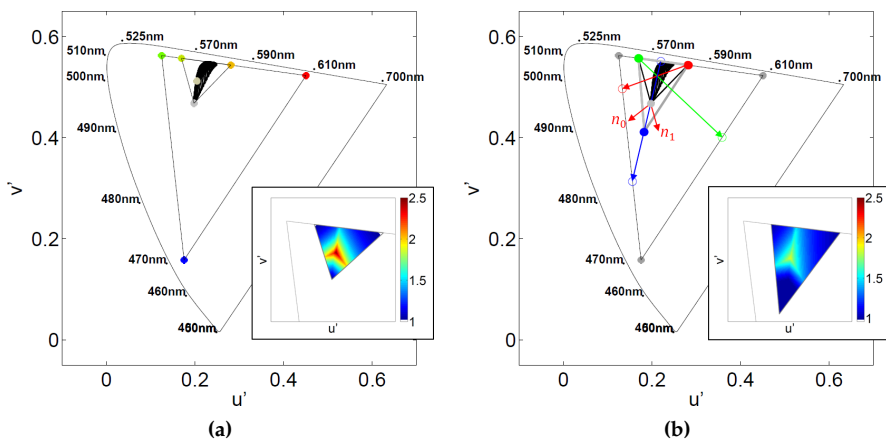 0.6
0.4
0.2
0
v'
0
0.2
0.4
0.6
u'
.525nm
510nm
.570nm
500nm
.590nm
.610nm
.700nm
490nm
480nm
470nm
460nm
460nm
v'
u'
2.5
2
1.5
1
(a)
0.6
0.4
0.2
0
v'
0
0.2
0.4
0.6
u'
.525nm
510nm
.570nm
500nm
.590nm
.610nm
.700nm
490nm
n0
n1
480nm
470nm
460nm
460nm
v'
u'
2.5
2
1.5
1
(b)